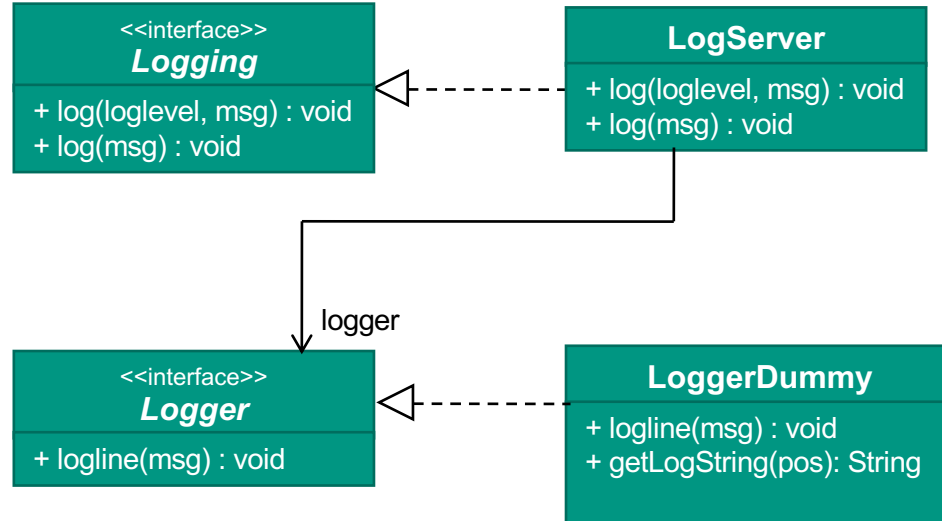 <<interface>>
Logging
+ log(loglevel, msg) : void
+ log(msg) : void
LogServer
+ log(loglevel, msg) : void
+ log(msg) : void
logger
<<interface>>
Logger
+ logline(msg) : void
LoggerDummy
+ logline(msg) : void
+ getLogString(pos): String